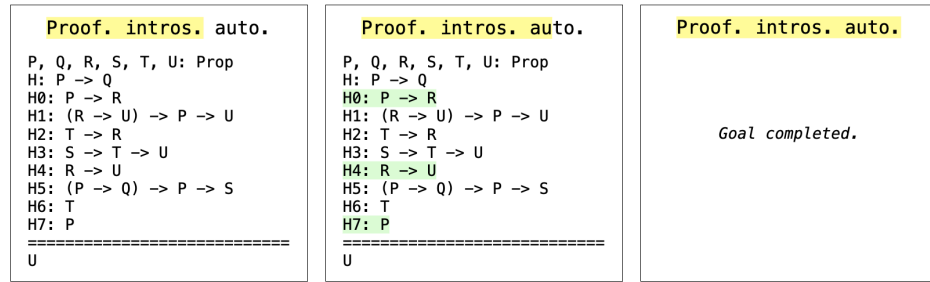 Proof. intros. auto.
P, Q, R, S, T, U: Prop
H: P -> Q
H0: P -> R
H1: (R -> U) -> P -> U
H2: T -> R
H3: S -> T -> U
H4: R -> U
H5: (P -> Q) -> P -> S
H6: T
H7: P
===========================
U
Proof. intros. auto.
P, Q, R, S, T, U: Prop
H: P -> Q
H0: P -> R
H1: (R -> U) -> P -> U
H2: T -> R
H3: S -> T -> U
H4: R -> U
H5: (P -> Q) -> P -> S
H6: T
H7: P
===========================
U
Proof. intros. auto.
Goal completed.